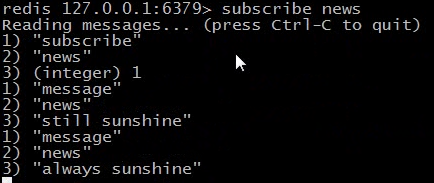 redis 127.0.0.1:6379> subscribe news
Reading messages... (press Ctrl-C to quit)
1) "subscribe"
2) "news"
3) (integer) 1
1) "message"
2) "news"
3) "still sunshine"
1) "message"
2) "news"
3) "always sunshine"